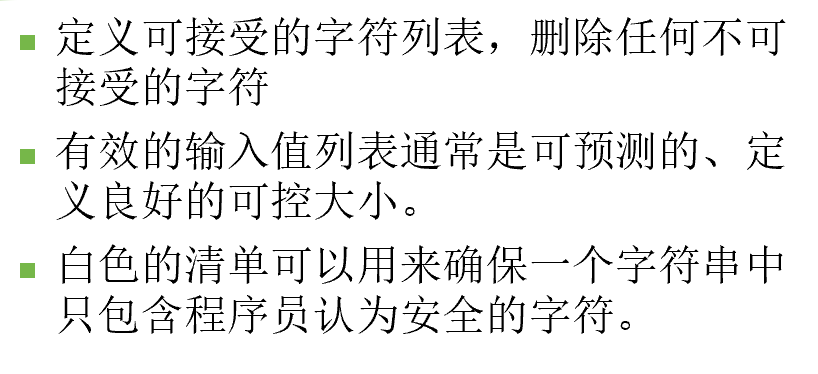 定义可接受的字符列表，删除任何不可
接受的字符
有效的输入值列表通常是可预测的、定
义良好的可控大小。
白色的清单可以用来确保一个字符串中
只包含程序员认为安全的字符。